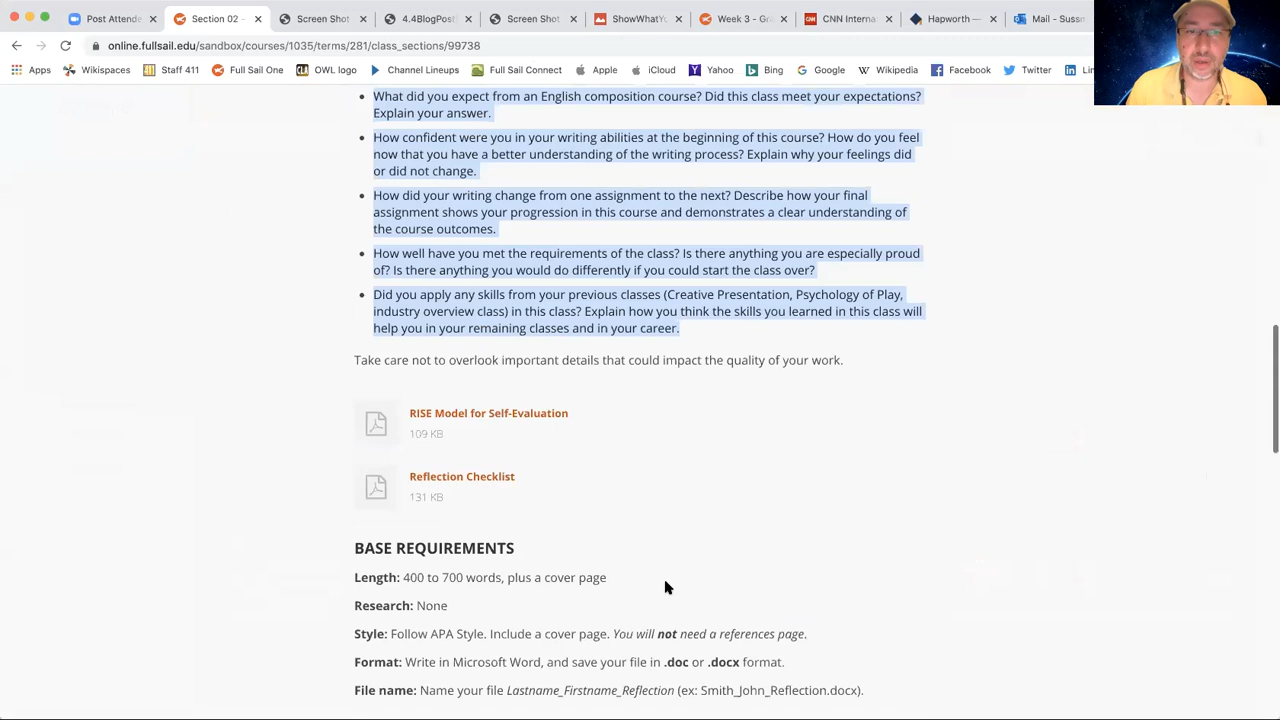 Post Attende
Section 02 -
Screen Shot
4.4BlogPost
Screen Shot
ShowWhatYo
Week 3 - Gra
CNN Interna
Hapworth —
Mail - Sussm
online.fullsail.edu/sandbox/courses/1035/terms/281/class_sections/99738
Apps
Wikispaces
Staff 411
Full Sail One
OWL logo
Channel Lineups
Full Sail Connect
Apple
iCloud
Yahoo
Bing
Google
Wikipedia
Facebook
Twitter
Lin
• What did you expect from an English composition course? Did this class meet your expectations?
Explain your answer.
• How confident were you in your writing abilities at the beginning of this course? How do you feel
now that you have a better understanding of the writing process? Explain why your feelings did
or did not change.
• How did your writing change from one assignment to the next? Describe how your final
assignment shows your progression in this course and demonstrates a clear understanding of
the course outcomes.
• How well have you met the requirements of the class? Is there anything you are especially proud
of? Is there anything you would do differently if you could start the class over?
• Did you apply any skills from your previous classes (Creative Presentation, Psychology of Play,
industry overview class) in this class? Explain how you think the skills you learned in this class will
help you in your remaining classes and in your career.
Take care not to overlook important details that could impact the quality of your work.
RISE Model for Self-Evaluation
109 KB
Reflection Checklist
131 KB
BASE REQUIREMENTS
Length: 400 to 700 words, plus a cover page
Research: None
Style: Follow APA Style. Include a cover page. You will not need a references page.
Format: Write in Microsoft Word, and save your file in .doc or .docx format.
File name: Name your file Lastname_Firstname_Reflection (ex: Smith_John_Reflection.docx).